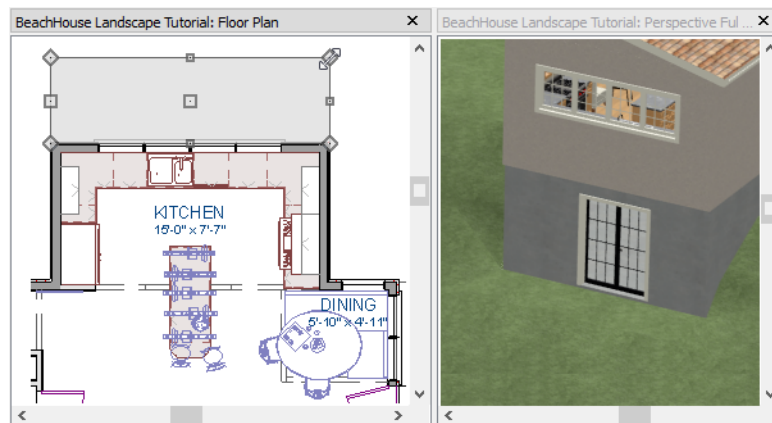 BeachHouse Landscape Tutorial: Floor Plan
BeachHouse Landscape Tutorial: Perspective Ful ...
KITCHEN
15'-0" x 7'-7"
DINING
5'-10" x 4'-11"